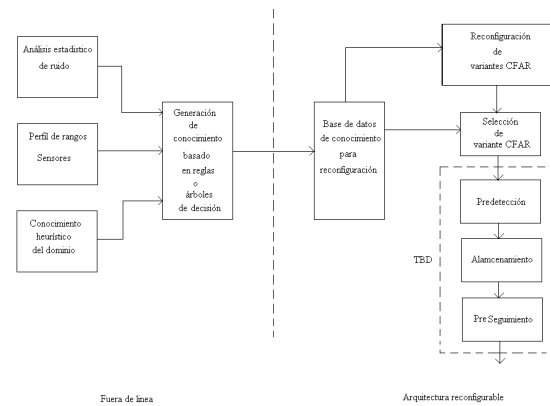 Análisis estadistico
de ruido
Perfil de rangos
Sensores
Conocimiento
heurístico
del dominio
Generación
de
conocimiento
basado
en reglas
o
árboles
de decisión
Base de datos
de conocimiento
para
reconfiguración
Reconfiguración
de
variantes CFAR
Selección
de
variante CFAR
Predetección
TBD
Alamcenamiento
Pre Seguimiento
Fuera de linea
Arquitectura reconfigurable